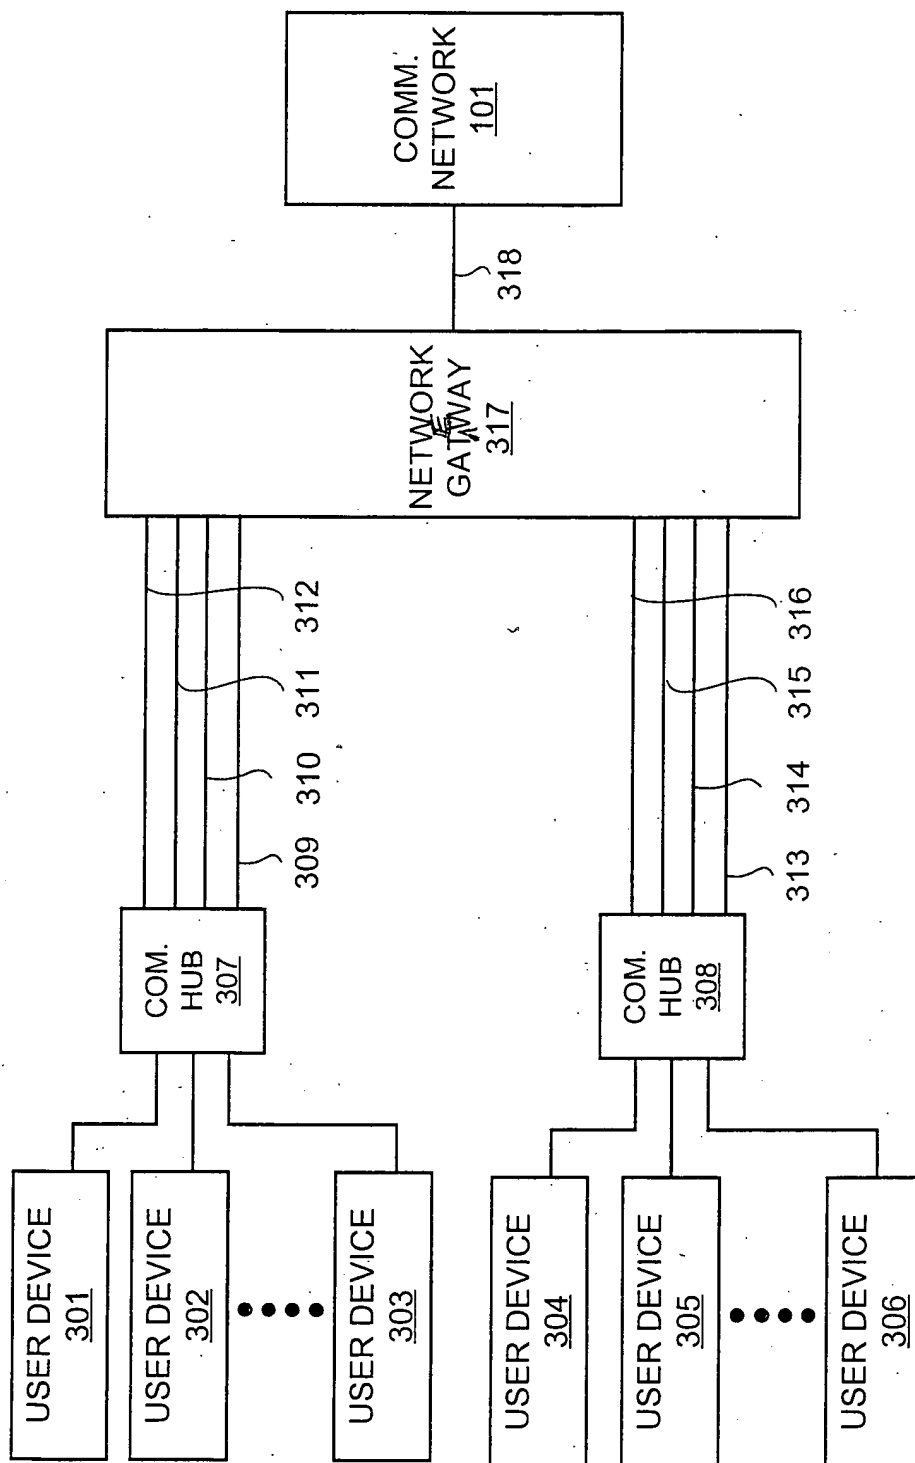 USER DEVICE
301
USER DEVICE
302
USER DEVICE
303
USER DEVICE
304
USER DEVICE
305
USER DEVICE
306
COM.
HUB
307
COM.
HUB
308
312
311
310
309
316
315
314
313
NETWORK
GATEWAY
317
318
COMM.
NETWORK
101